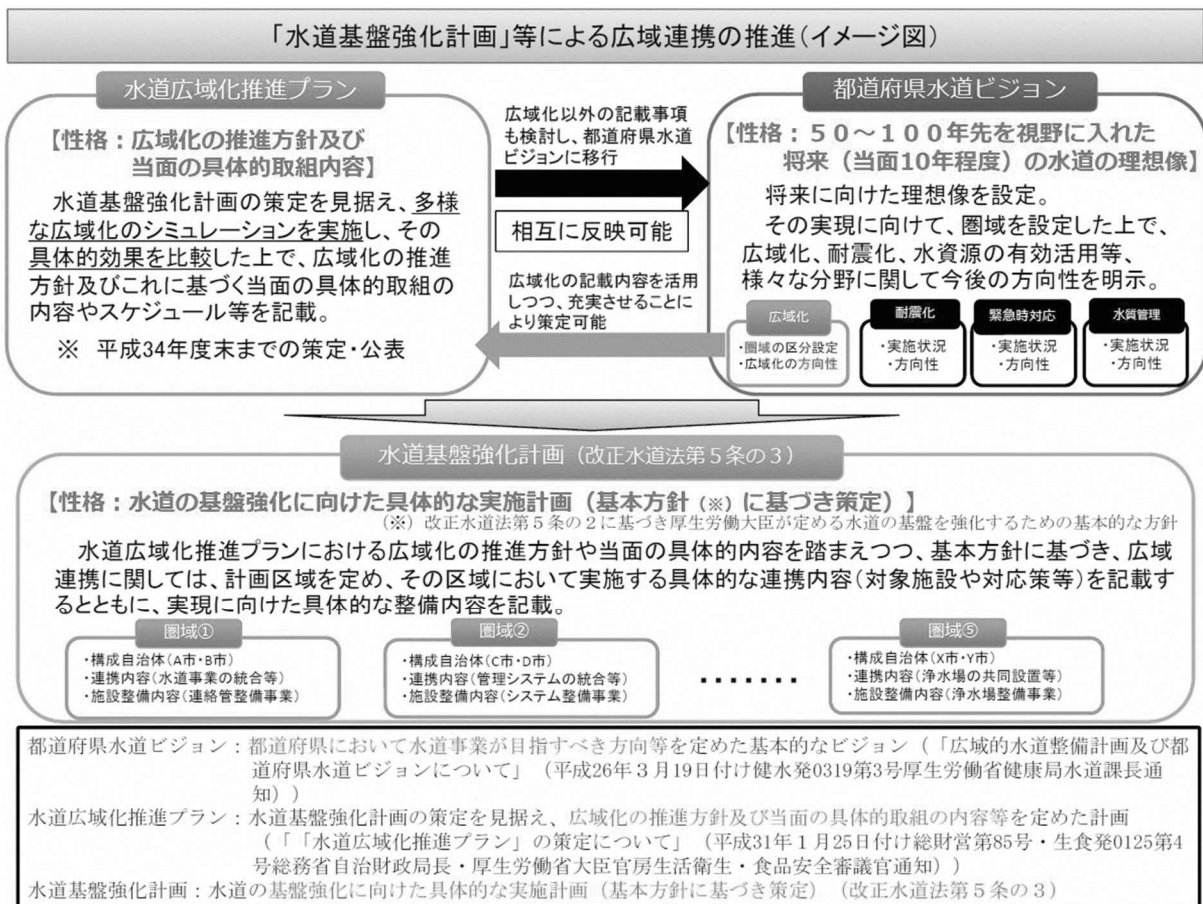 「水道基盤強化計画」等による広域連携の推進(イメージ図)
水道広域化推進プラン
【性格：広域化の推進方針及び
当面の具体的取組内容】
水道基盤強化計画の策定を見据え、多様
な広域化のシミュレーションを実施し、その
具体的効果を比較した上で、広域化の推進
方針及びこれに基づく当面の具体的取組の
内容やスケジュール等を記載。
※ 平成34年度末までの策定・公表
広域化以外の記載事項
も検討し、都道府県水道
ビジョンに移行
相互に反映可能
広域化の記載内容を活用
しつつ、充実させることに
より策定可能
都道府県水道ビジョン
【性格：５０～１００年先を視野に入れた
将来（当面10年程度）の水道の理想像】
将来に向けた理想像を設定。
その実現に向けて、圏域を設定した上で、
広域化、耐震化、水資源の有効活用等、
様々な分野に関して今後の方向性を明示。
広域化
・圏域の区分設定
・広域化の方向性
耐震化
・実施状況
・方向性
緊急時対応
・実施状況
・方向性
水質管理
・実施状況
・方向性
水道基盤強化計画（改正水道法第５条の３）
【性格：水道の基盤強化に向けた具体的な実施計画（基本方針（※）に基づき策定）】
（※）改正水道法第５条の２に基づき厚生労働大臣が定める水道の基盤を強化するための基本的な方針
水道広域化推進プランにおける広域化の推進方針や当面の具体的内容を踏まえつつ、基本方針に基づき、広域
連携に関しては、計画区域を定め、その区域において実施する具体的な連携内容(対象施設や対応策等)を記載す
るとともに、実現に向けた具体的な整備内容を記載。
圏域①
・構成自治体(A市・B市)
・連携内容(水道事業の統合等)
・施設整備内容(連絡管整備事業)
圏域②
・構成自治体(C市・D市)
・連携内容(管理システムの統合等)
・施設整備内容(システム整備事業)
・・・・・・・
圏域⑤
・構成自治体(X市・Y市)
・連携内容(浄水場の共同設置等)
・施設整備内容(浄水場整備事業)
都道府県水道ビジョン：都道府県において水道事業が目指すべき方向等を定めた基本的なビジョン（「広域的水道整備計画及び都
道府県水道ビジョンについて」（平成26年３月19日付け健水発0319第3号厚生労働省健康局水道課長通
知））
水道広域化推進プラン：水道基盤強化計画の策定を見据え、広域化の推進方針及び当面の具体的取組の内容等を定めた計画
（「「水道広域化推進プラン」の策定について」（平成31年１月25日付け総財営第85号・生食発0125第4
号総務省自治財政局長・厚生労働省大臣官房生活衛生・食品安全審議官通知））
水道基盤強化計画：水道の基盤強化に向けた具体的な実施計画（基本方針に基づき策定）（改正水道法第５条の３）